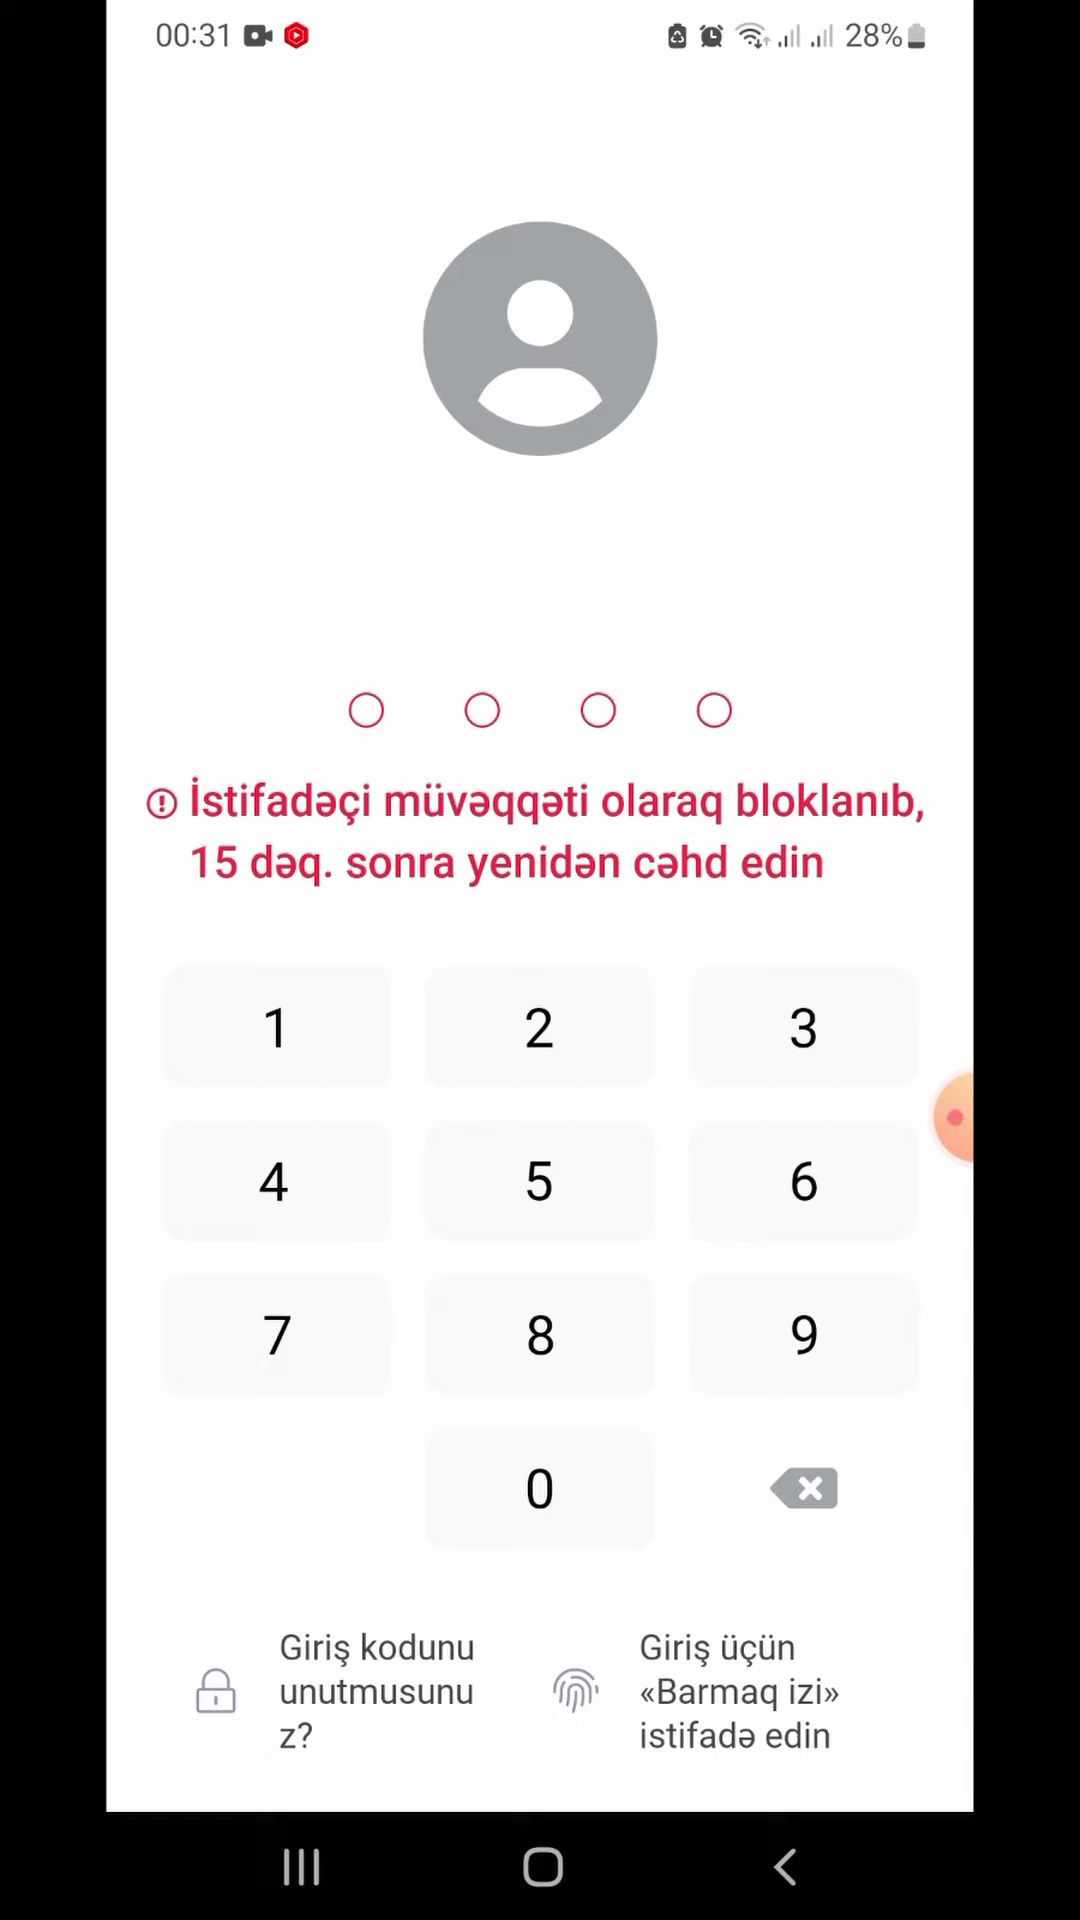 00:31 28%
İstifadəçi müvəqqəti olaraq bloklanıb,
15 dəq. sonra yenidən cəhd edin
1 2 3
4 5 6
7 8 9
0
Giriş kodunu
unutmusunu
z?
Giriş üçün
«Barmaq izi»
istifadə edin